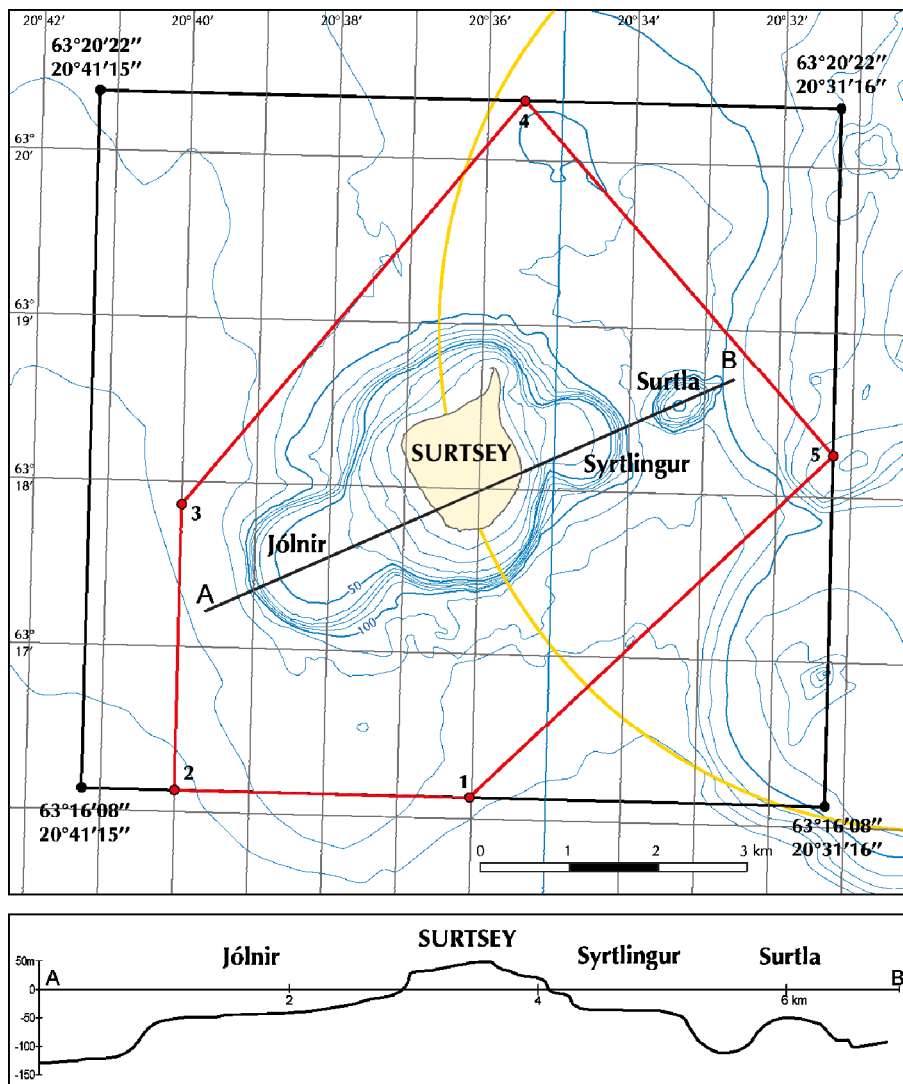 20°42′
20°40′
20°38′
20°36′
20°34′
20°32′
63°20′22′′
20°41′15′′
63°20′22′′
20°31′16′′
4
63°
20′
63°
19′
B
Surtla
SURTSEY
5
Syrtlingur
63°
18′
3
Jólnir
A
50
100
63°
17′
2
1
63°16′08′′
20°41′15′′
63°16′08′′
20°31′16′′
0 1 2 3 km
SURTSEY
Jólnir
Syrtlingur
Surtla
50m
A
B
0
2
4
6 km
-50
-100
-150